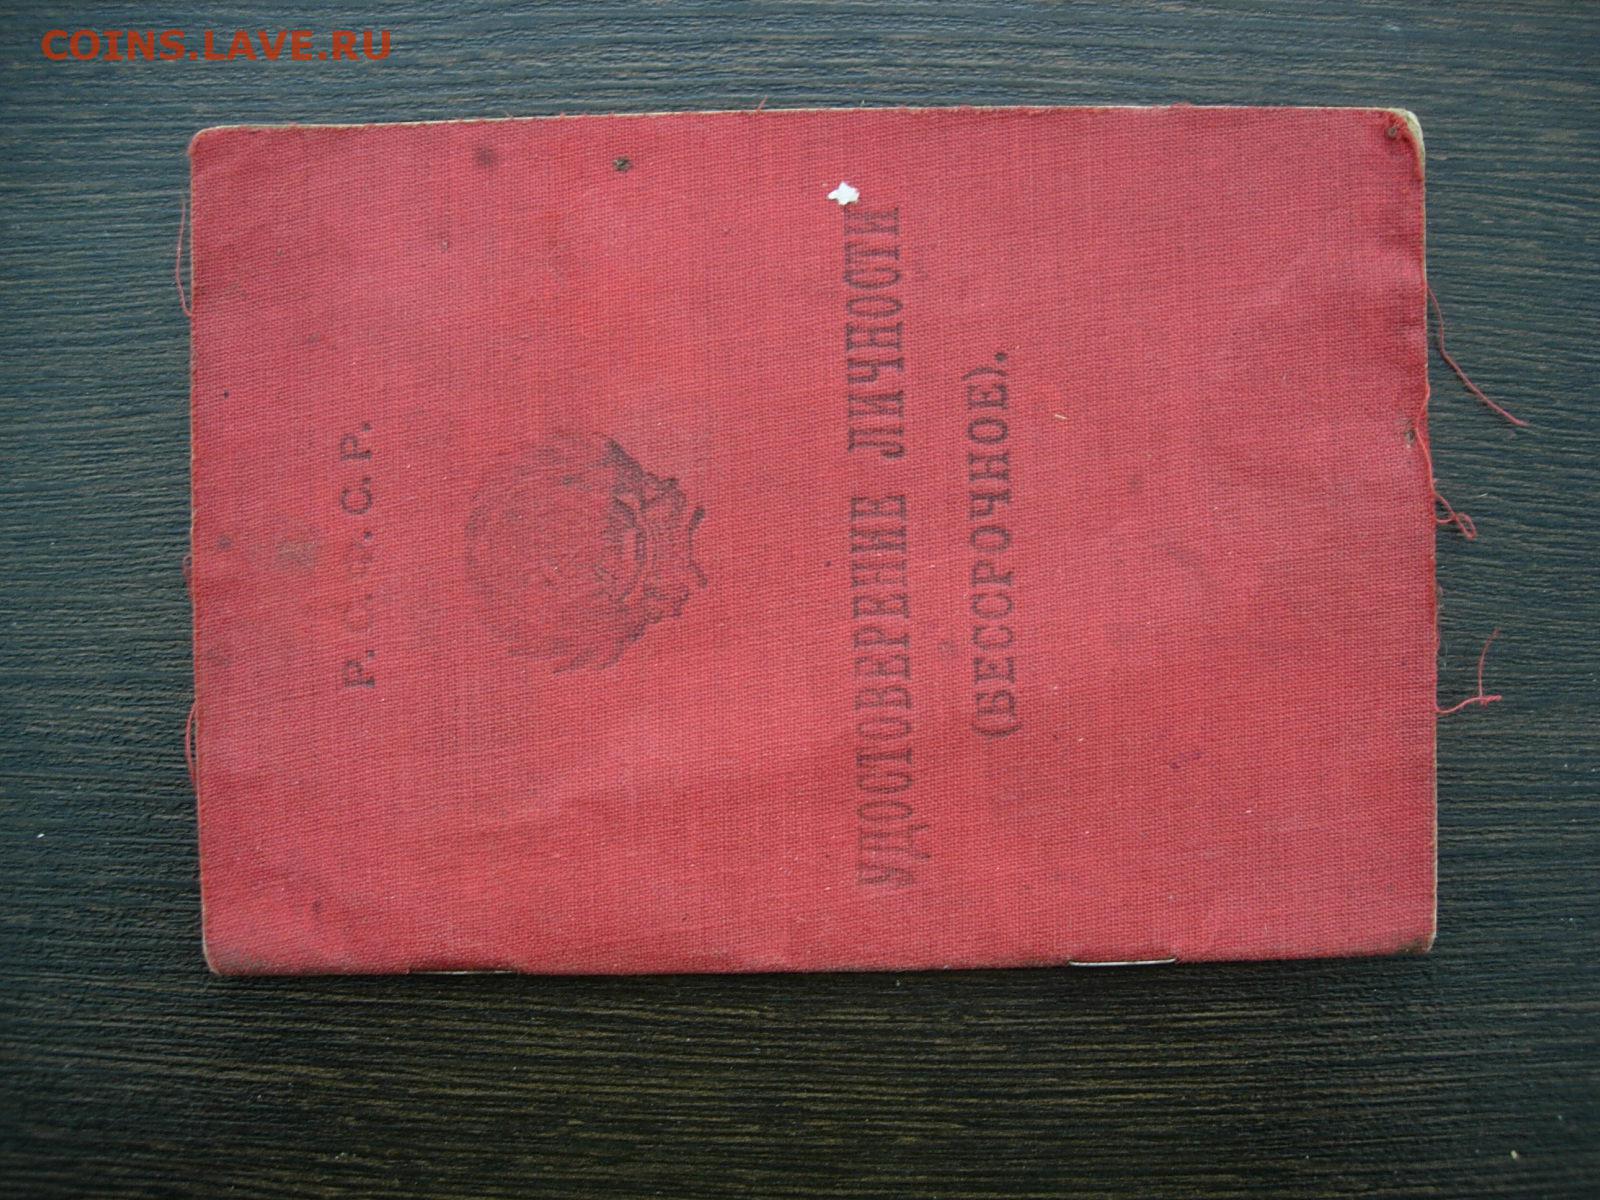 COINS.LAVE.RU
Р. С. Ф. С. Р.
УДОСТОВЕРЕНИЕ ЛИЧНОСТИ
(БЕССРОЧНОЕ).